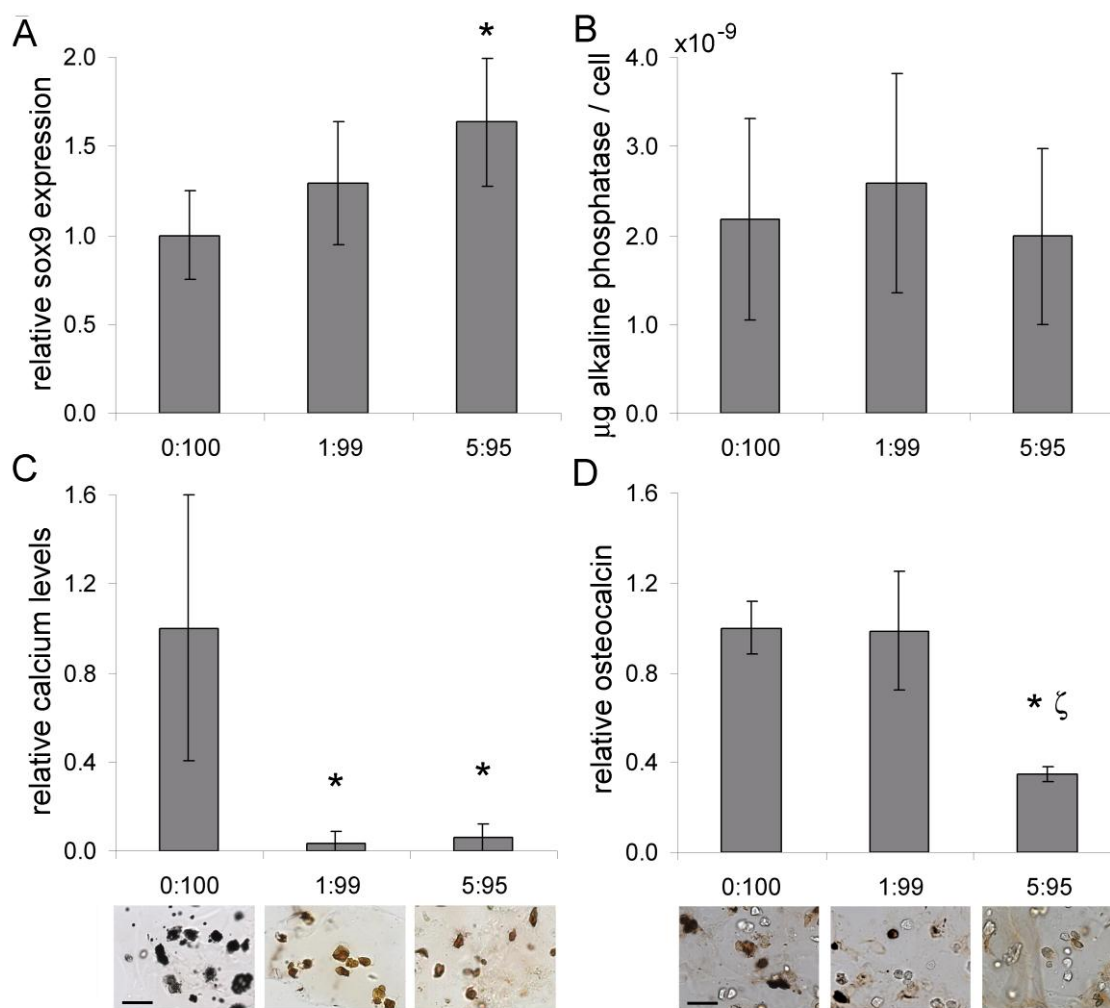 A
relative sox9 expression
2.0
1.5
1.0
0.5
0.0
*
0:100 1:99 5:95
B
x10⁻⁹
µg alkaline phosphatase / cell
4.0
3.0
2.0
1.0
0.0
0:100 1:99 5:95
C
relative calcium levels
1.6
1.2
0.8
0.4
0.0
* *
0:100 1:99 5:95
D
relative osteocalcin
1.6
1.2
0.8
0.4
0.0
* ζ
0:100 1:99 5:95